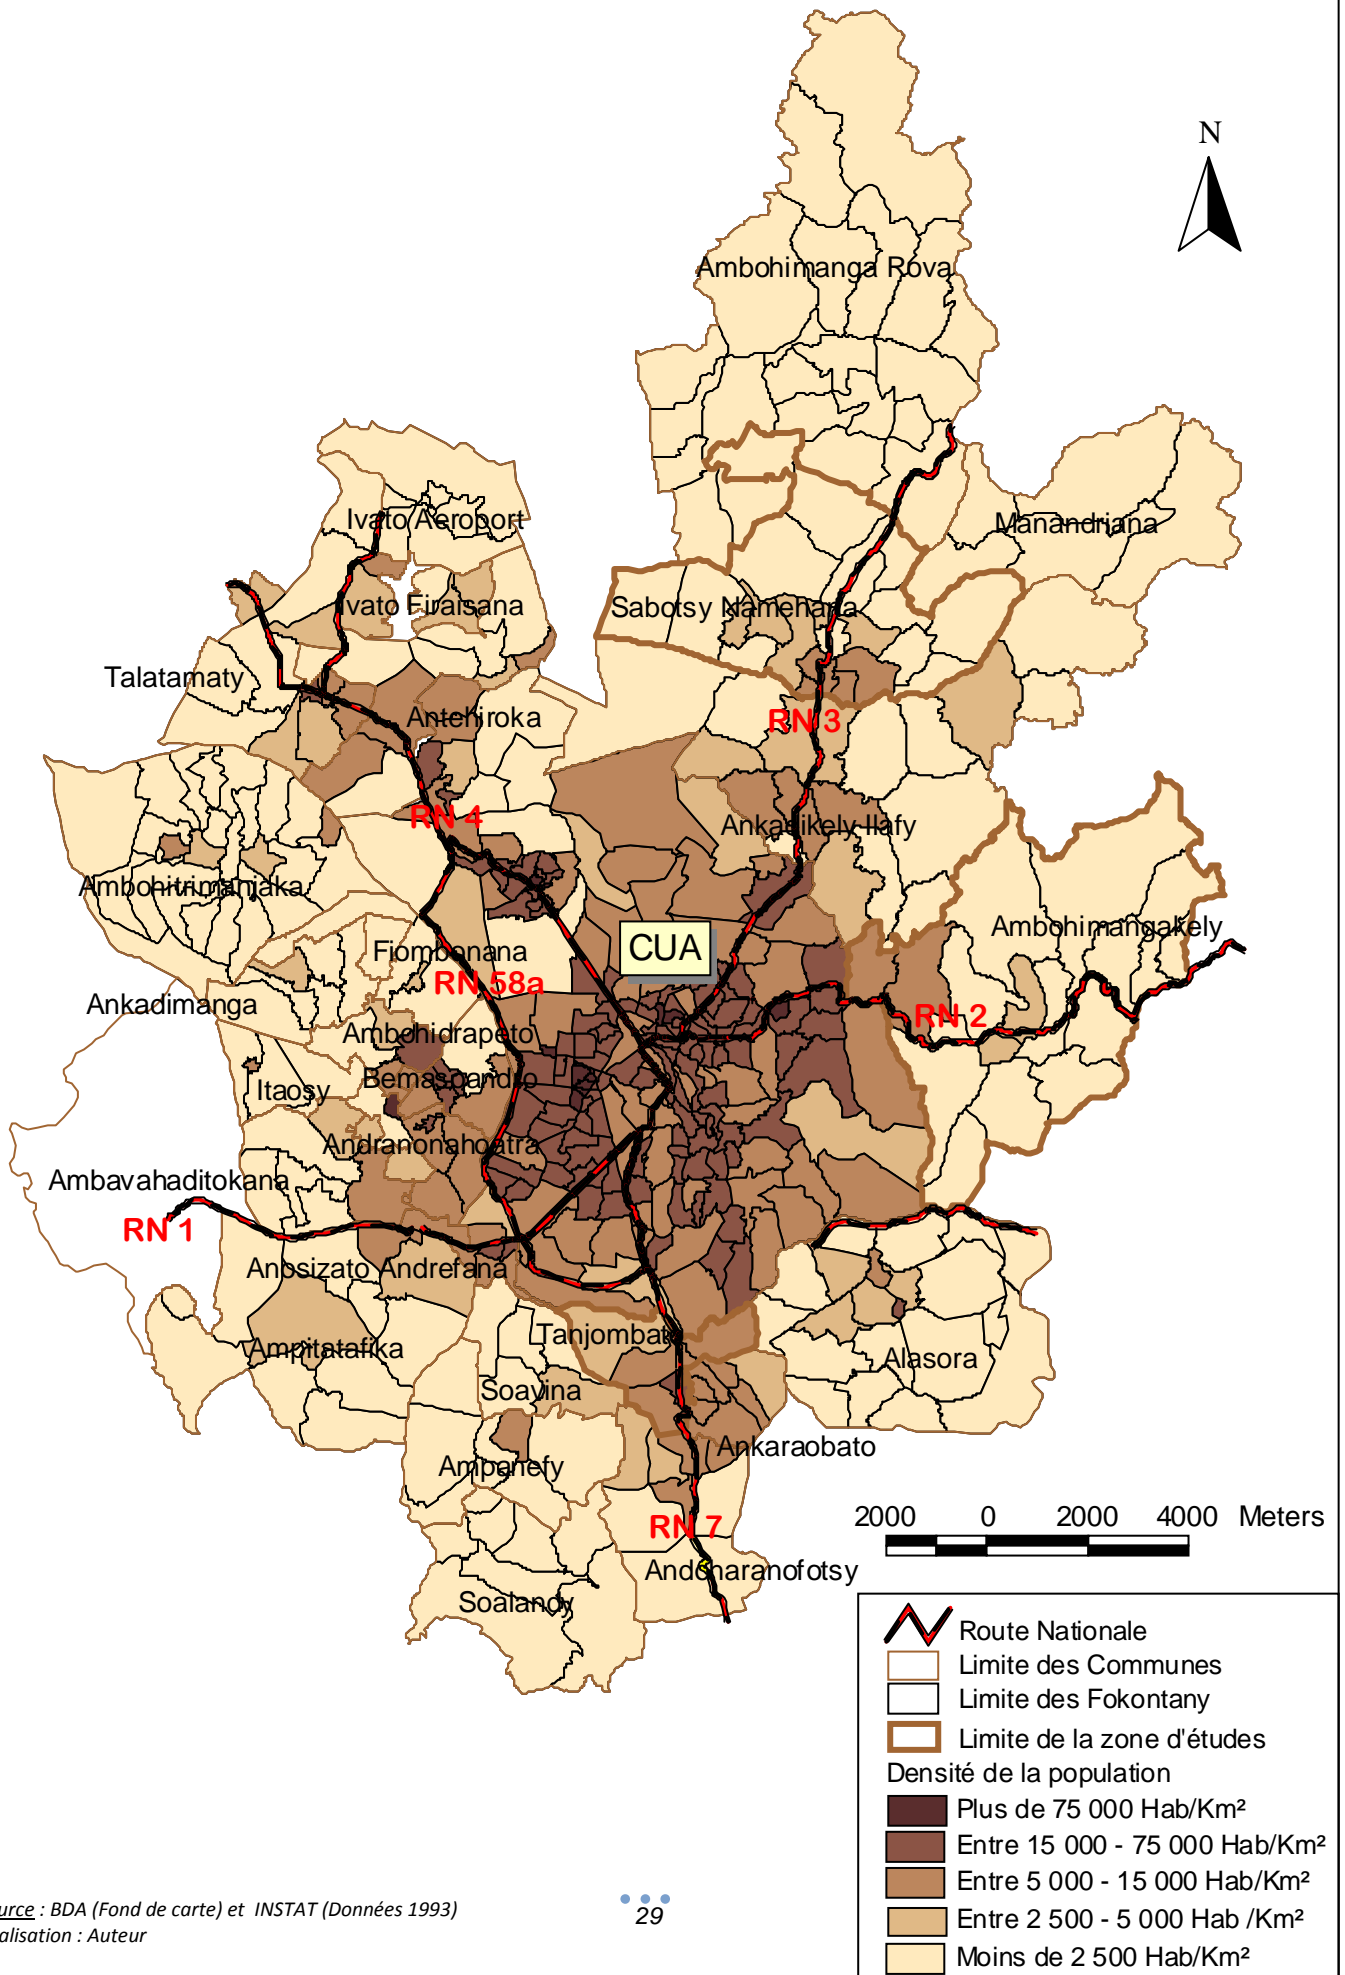 N
Ambohimanga Rova
Ivato Aeroport
Manandriana
Ivato Firaisana
Sabotsy Namehana
Talatamaty
Antehiroka
RN 3
RN 4
Ankadikely Ilafy
Ambohitrimanjaka
Ambohimangakely
CUA
Fiombonana
RN 58a
Ankadimanga
RN 2
Ambohidrapeto
Bemasoandro
Itaosy
Andranonahoatra
Ambavahaditokana
RN 1
Anosizato Andrefana
Tanjombato
Ampitatafika
Alasora
Soavina
Ankaraobato
Ampanefy
2000 0 2000 4000 Meters
RN 7
Andoharanofotsy
Soalandy
Route Nationale
Limite des Communes
Limite des Fokontany
Limite de la zone d'études
Densité de la population
Plus de 75 000 Hab/Km²
Entre 15 000 - 75 000 Hab/Km²
Entre 5 000 - 15 000 Hab/Km²
Entre 2 500 - 5 000 Hab /Km²
Moins de 2 500 Hab/Km²
urce : BDA (Fond de carte) et INSTAT (Données 1993)
alisation : Auteur
29